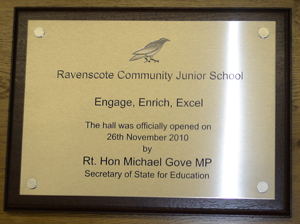 Ravenscote Community Junior School
Engage, Enrich, Excel
The hall was officially opened on
26th November 2010
by
Rt. Hon Michael Gove MP
Secretary of State for Education